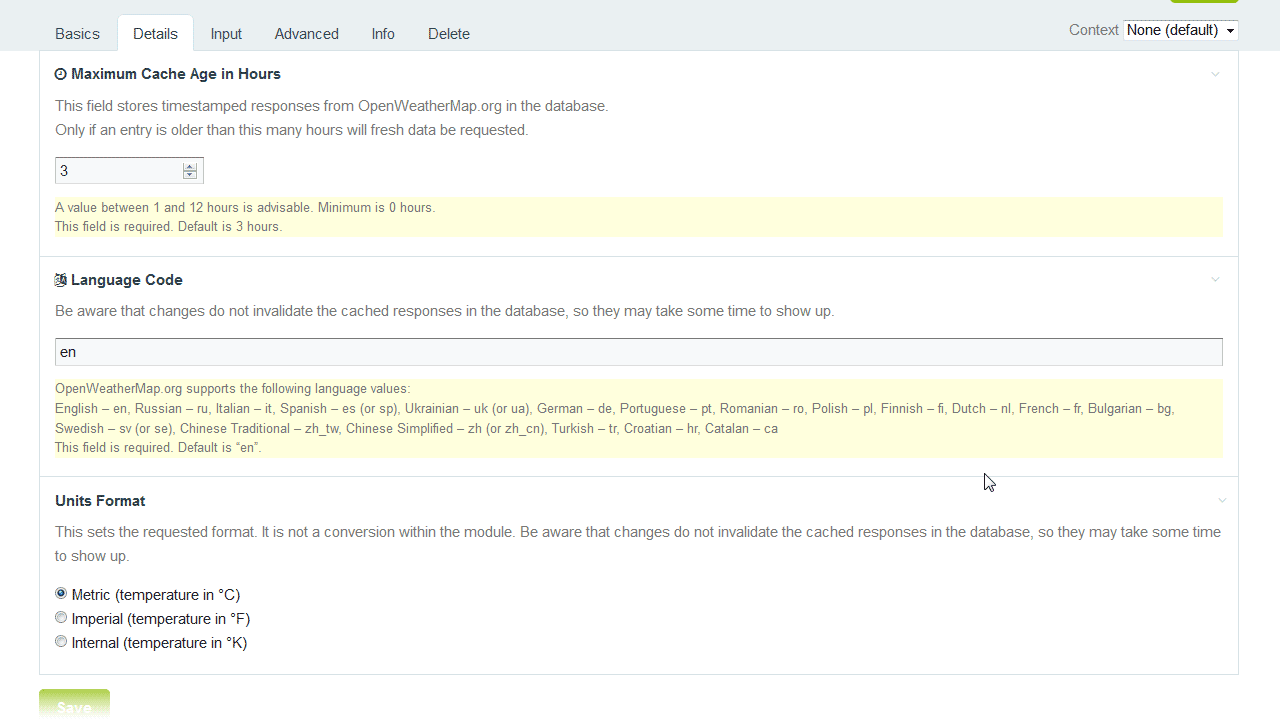 Basics Details Input Advanced Info Delete Context None (default)
Maximum Cache Age in Hours
This field stores timestamped responses from OpenWeatherMap.org in the database.
Only if an entry is older than this many hours will fresh data be requested.
3
A value between 1 and 12 hours is advisable. Minimum is 0 hours.
This field is required. Default is 3 hours.
Language Code
Be aware that changes do not invalidate the cached responses in the database, so they may take some time to show up.
en
OpenWeatherMap.org supports the following language values:
English – en, Russian – ru, Italian – it, Spanish – es (or sp), Ukrainian – uk (or ua), German – de, Portuguese – pt, Romanian – ro, Polish – pl, Finnish – fi, Dutch – nl, French – fr, Bulgarian – bg,
Swedish – sv (or se), Chinese Traditional – zh_tw, Chinese Simplified – zh (or zh_cn), Turkish – tr, Croatian – hr, Catalan – ca
This field is required. Default is “en”.
Units Format
This sets the requested format. It is not a conversion within the module. Be aware that changes do not invalidate the cached responses in the database, so they may take some time
to show up.
Metric (temperature in °C)
Imperial (temperature in °F)
Internal (temperature in °K)
Save